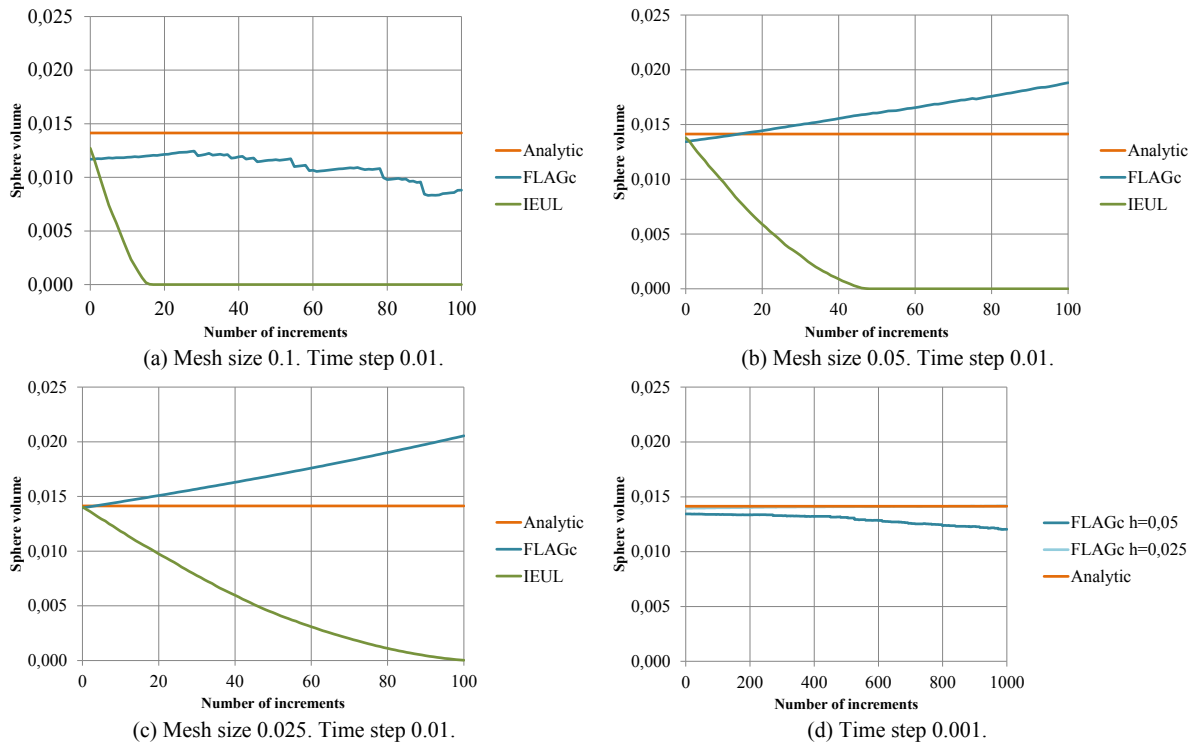 0,025
0,020
0,015
0,010
0,005
0,000
Sphere volume
0 20 40 60 80 100
Number of increments
Analytic
FLAGc
IEUL
(a) Mesh size 0.1. Time step 0.01.
0,025
0,020
0,015
0,010
0,005
0,000
Sphere volume
0 20 40 60 80 100
Number of increments
Analytic
FLAGc
IEUL
(b) Mesh size 0.05. Time step 0.01.
0,025
0,020
0,015
0,010
0,005
0,000
Sphere volume
0 20 40 60 80 100
Number of increments
Analytic
FLAGc
IEUL
(c) Mesh size 0.025. Time step 0.01.
0,025
0,020
0,015
0,010
0,005
0,000
Sphere volume
0 200 400 600 800 1000
Number of increments
FLAGc h=0,05
FLAGc h=0,025
Analytic
(d) Time step 0.001.